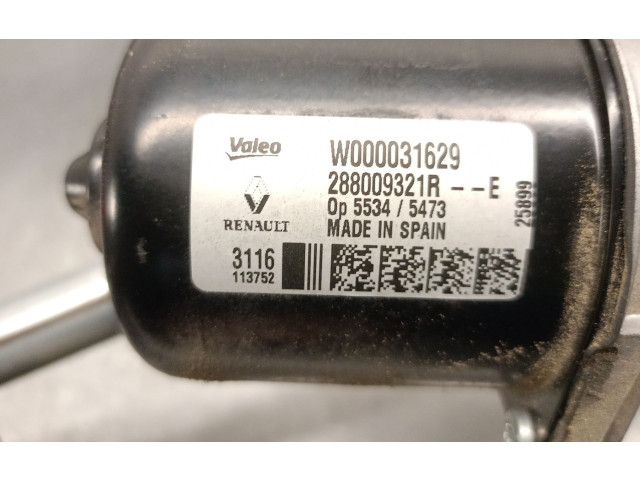 Valeo
W000031629
288009321R -- E
RENAULT
Op 5534 / 5473
MADE IN SPAIN
25899
3116
113752